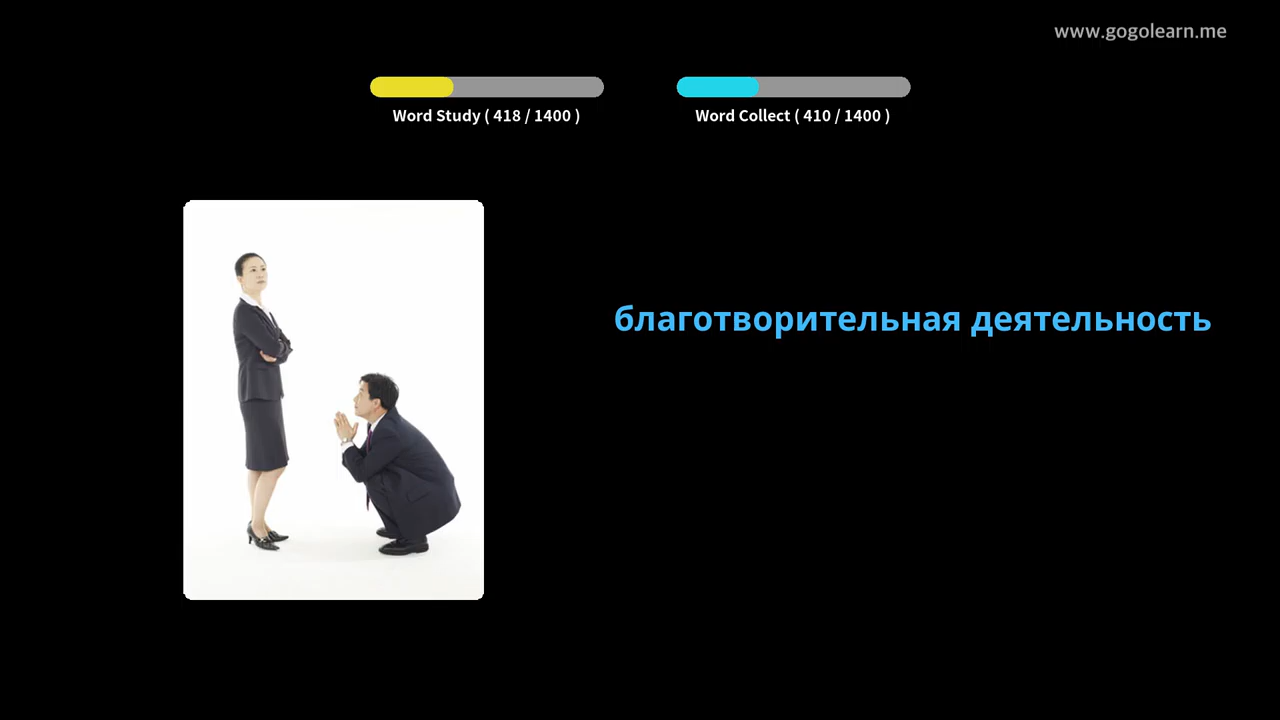 www.gogolearn.me
Word Study ( 418 / 1400 )
Word Collect ( 410 / 1400 )
благотворительная деятельность